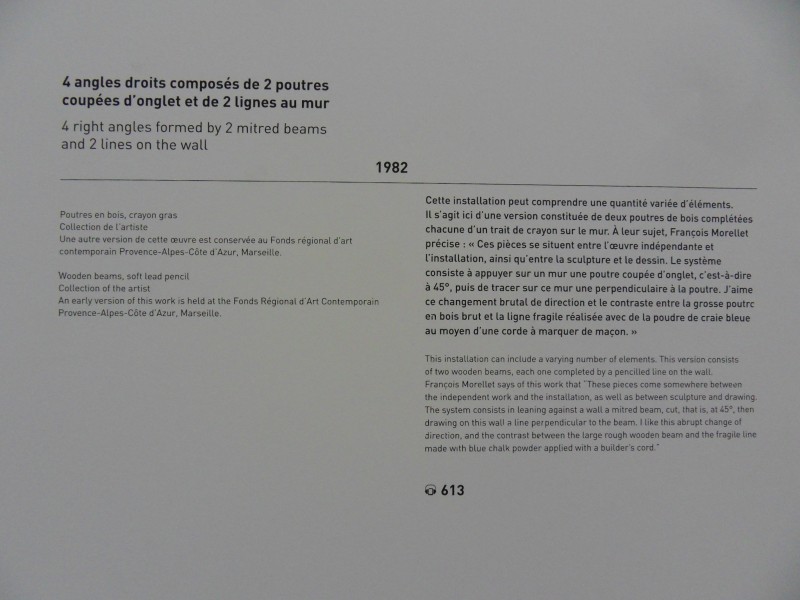 4 angles droits composés de 2 poutres
coupées d'onglet et de 2 lignes au mur
4 right angles formed by 2 mitred beams
and 2 lines on the wall
1982
Poutres en bois, crayon gras
Collection de l'artiste
Une autre version de cette œuvre est conservée au Fonds régional d'art
contemporain Provence-Alpes-Côte d'Azur, Marseille.
Wooden beams, soft lead pencil
Collection of the artist
An early version of this work is held at the Fonds Régional d'Art Contemporain
Provence-Alpes-Côte d'Azur, Marseille.
Cette installation peut comprendre une quantité variée d'éléments.
Il s'agit ici d'une version constituée de deux poutres de bois complétées
chacune d'un trait de crayon sur le mur. À leur sujet, François Morellet
précise : « Ces pièces se situent entre l'œuvre indépendante et
l'installation, ainsi qu'entre la sculpture et le dessin. Le système
consiste à appuyer sur un mur une poutre coupée d'onglet, c'est-à-dire
à 45°, puis de tracer sur ce mur une perpendiculaire à la poutre. J'aime
ce changement brutal de direction et le contraste entre la grosse poutre
en bois brut et la ligne fragile réalisée avec de la poudre de craie bleue
au moyen d'une corde à marquer de maçon. »
This installation can include a varying number of elements. This version consists
of two wooden beams, each one completed by a pencilled line on the wall.
François Morellet says of this work that "These pieces come somewhere between
the independent work and the installation, as well as between sculpture and drawing.
The system consists in leaning against a wall a mitred beam, cut, that is, at 45°, then
drawing on this wall a line perpendicular to the beam. I like this abrupt change of
direction, and the contrast between the large rough wooden beam and the fragile line
made with blue chalk powder applied with a builder's cord."
613